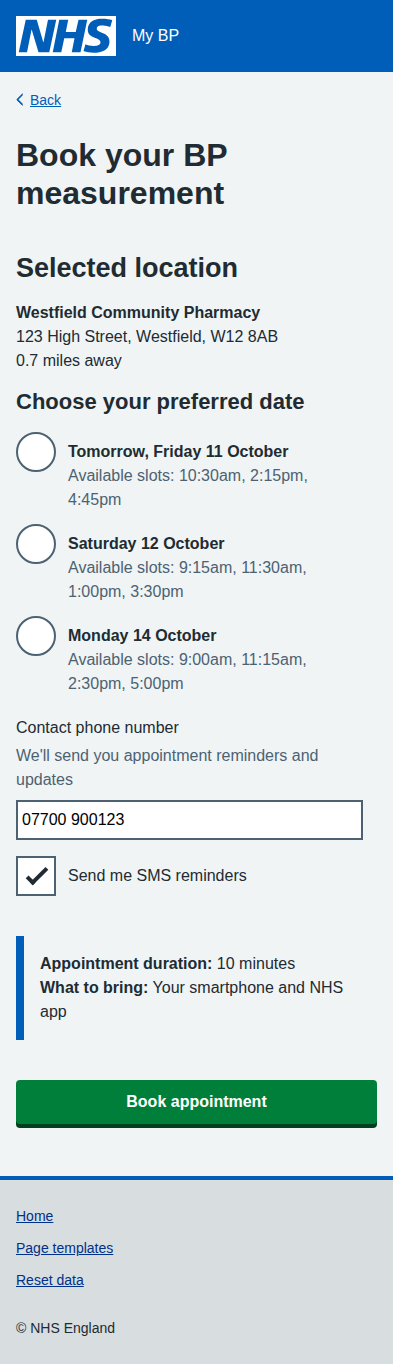 NHS My BP
Back
Book your BP
measurement
Selected location
Westfield Community Pharmacy
123 High Street, Westfield, W12 8AB
0.7 miles away
Choose your preferred date
Tomorrow, Friday 11 October
Available slots: 10:30am, 2:15pm,
4:45pm
Saturday 12 October
Available slots: 9:15am, 11:30am,
1:00pm, 3:30pm
Monday 14 October
Available slots: 9:00am, 11:15am,
2:30pm, 5:00pm
Contact phone number
We'll send you appointment reminders and
updates
07700 900123
Send me SMS reminders
Appointment duration: 10 minutes
What to bring: Your smartphone and NHS
app
Book appointment
Home
Page templates
Reset data
© NHS England